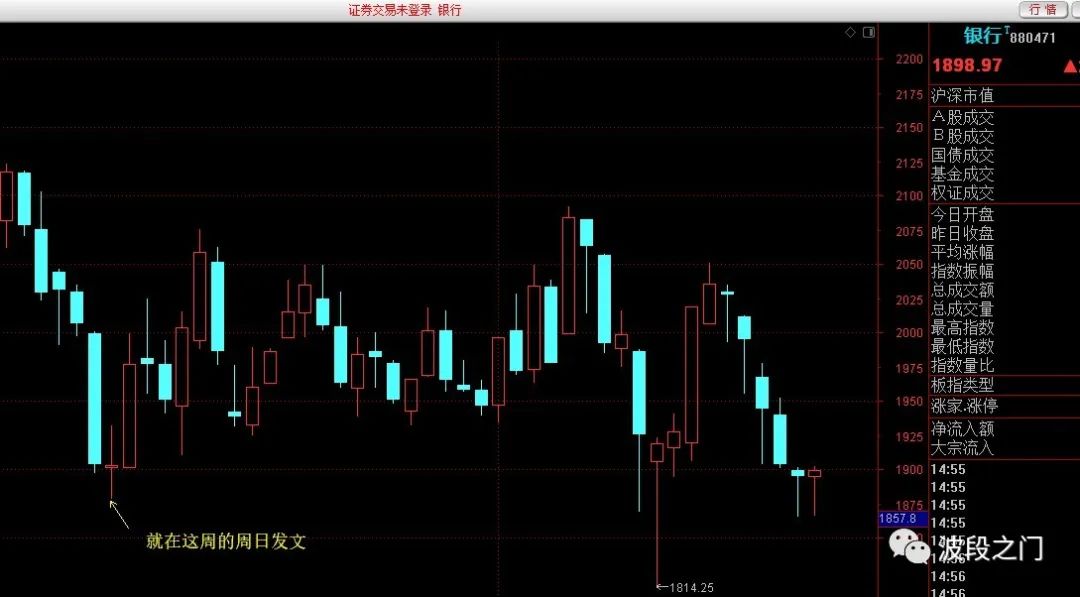 证券交易未登录 银行
行 情
银行T880471
1898.97
沪深市值
A股成交
B股成交
国债成交
基金成交
权证成交
今日开盘
昨日收盘
平均涨幅
指数振幅
总成交额
总成交量
最高指数
最低指数
指数量比
板指类型
涨家.涨停
净流入额
大宗流入
14:55
14:55
14:55
14:55
14:56
14:56
2200
2175
2150
2125
2100
2075
2050
2025
2000
1975
1950
1925
1900
1875
1857.8
就在这周的周日发文
←1814.25
波段之门